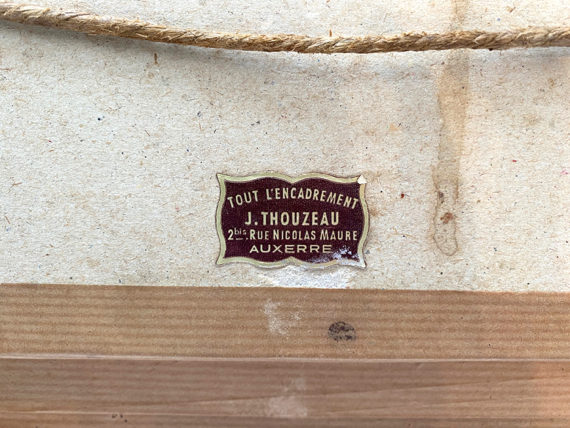 TOUT L'ENCADREMENT
J. THOUZEAU
2bis. RUE NICOLAS MAURE
AUXERRE